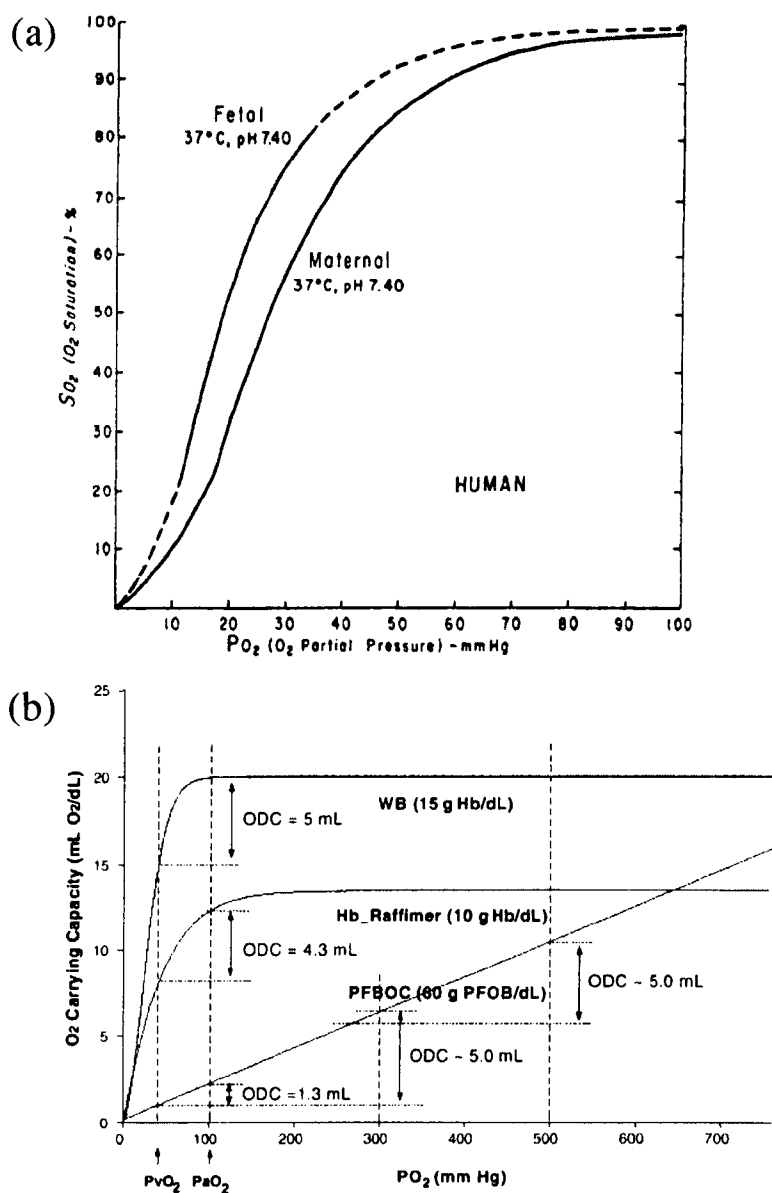 (a)
100
90
80
70
60
50
40
30
20
10
SO2 (O2 Saturation) - %
Fetal
37°C, pH 7.40
Maternal
37°C, pH 7.40
HUMAN
10 20 30 40 50 60 70 80 90 100
PO2 (O2 Partial Pressure) - mmHg
(b)
25
20
15
10
5
0
O2 Carrying Capacity (mL O2/dL)
WB (15 g Hb/dL)
ODC = 5 mL
Hb_Raffimer (10 g Hb/dL)
ODC = 4.3 mL
PFBOC (60 g PFOB/dL)
ODC ~ 5.0 mL
ODC ~ 5.0 mL
ODC =1.3 mL
0 100 200 300 400 500 600 700
PvO2 PaO2 PO2 (mm Hg)